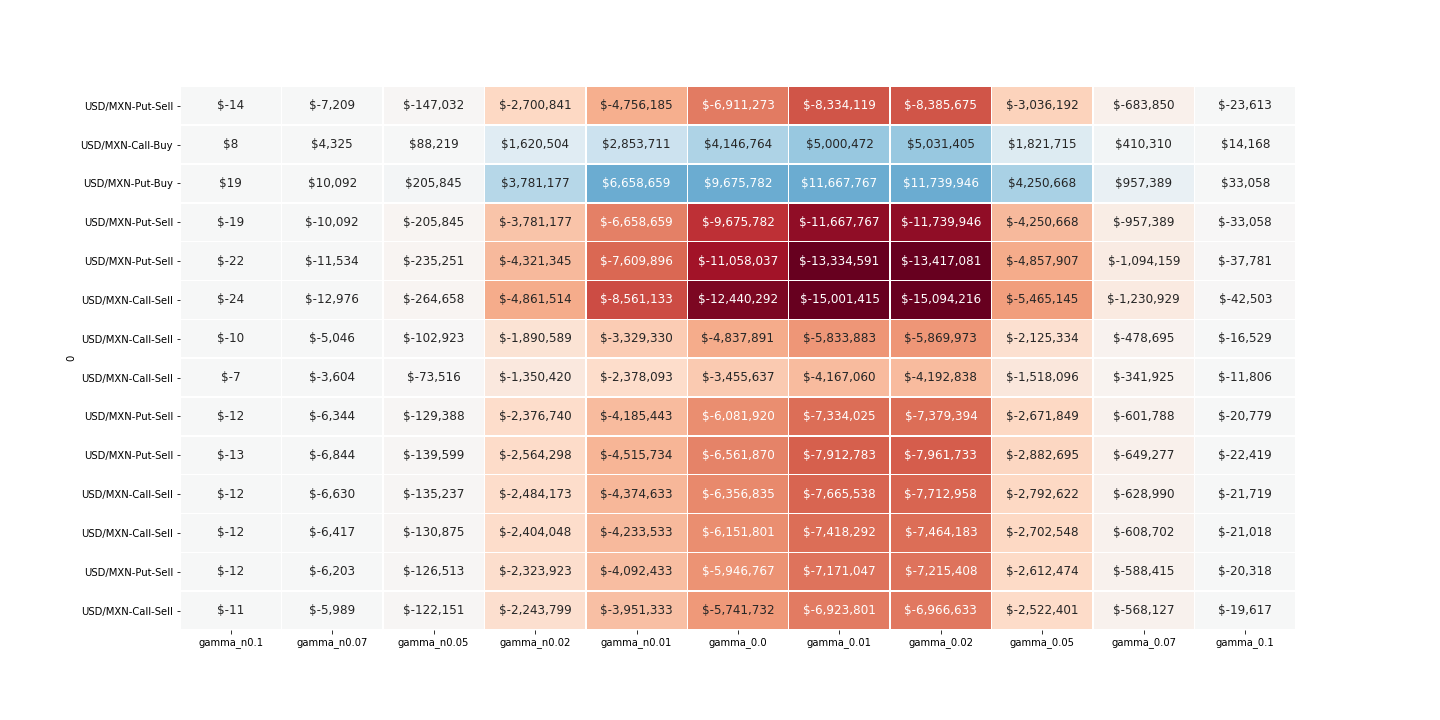 USD/MXN-Put-Sell $-14 $-7,209 $-147,032 $-2,700,841 $-4,756,185 $-6,911,273 $-8,334,119 $-8,385,675 $-3,036,192 $-683,850 $-23,613
USD/MXN-Call-Buy $8 $4,325 $88,219 $1,620,504 $2,853,711 $4,146,764 $5,000,472 $5,031,405 $1,821,715 $410,310 $14,168
USD/MXN-Put-Buy $19 $10,092 $205,845 $3,781,177 $6,658,659 $9,675,782 $11,667,767 $11,739,946 $4,250,668 $957,389 $33,058
USD/MXN-Put-Sell $-19 $-10,092 $-205,845 $-3,781,177 $-6,658,659 $-9,675,782 $-11,667,767 $-11,739,946 $-4,250,668 $-957,389 $-33,058
USD/MXN-Put-Sell $-22 $-11,534 $-235,251 $-4,321,345 $-7,609,896 $-11,058,037 $-13,334,591 $-13,417,081 $-4,857,907 $-1,094,159 $-37,781
USD/MXN-Call-Sell $-24 $-12,976 $-264,658 $-4,861,514 $-8,561,133 $-12,440,292 $-15,001,415 $-15,094,216 $-5,465,145 $-1,230,929 $-42,503
USD/MXN-Call-Sell $-10 $-5,046 $-102,923 $-1,890,589 $-3,329,330 $-4,837,891 $-5,833,883 $-5,869,973 $-2,125,334 $-478,695 $-16,529
0
USD/MXN-Call-Sell $-7 $-3,604 $-73,516 $-1,350,420 $-2,378,093 $-3,455,637 $-4,167,060 $-4,192,838 $-1,518,096 $-341,925 $-11,806
USD/MXN-Put-Sell $-12 $-6,344 $-129,388 $-2,376,740 $-4,185,443 $-6,081,920 $-7,334,025 $-7,379,394 $-2,671,849 $-601,788 $-20,779
USD/MXN-Put-Sell $-13 $-6,844 $-139,599 $-2,564,298 $-4,515,734 $-6,561,870 $-7,912,783 $-7,961,733 $-2,882,695 $-649,277 $-22,419
USD/MXN-Call-Sell $-12 $-6,630 $-135,237 $-2,484,173 $-4,374,633 $-6,356,835 $-7,665,538 $-7,712,958 $-2,792,622 $-628,990 $-21,719
USD/MXN-Call-Sell $-12 $-6,417 $-130,875 $-2,404,048 $-4,233,533 $-6,151,801 $-7,418,292 $-7,464,183 $-2,702,548 $-608,702 $-21,018
USD/MXN-Put-Sell $-12 $-6,203 $-126,513 $-2,323,923 $-4,092,433 $-5,946,767 $-7,171,047 $-7,215,408 $-2,612,474 $-588,415 $-20,318
USD/MXN-Call-Sell $-11 $-5,989 $-122,151 $-2,243,799 $-3,951,333 $-5,741,732 $-6,923,801 $-6,966,633 $-2,522,401 $-568,127 $-19,617
gamma_n0.1 gamma_n0.07 gamma_n0.05 gamma_n0.02 gamma_n0.01 gamma_0.0 gamma_0.01 gamma_0.02 gamma_0.05 gamma_0.07 gamma_0.1